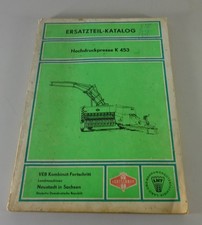 ERSATZTEIL-KATALOG
Hochdruckpresse K 453
VEB Kombinat Fortschritt
Landmaschinen
Neustadt in Sachsen